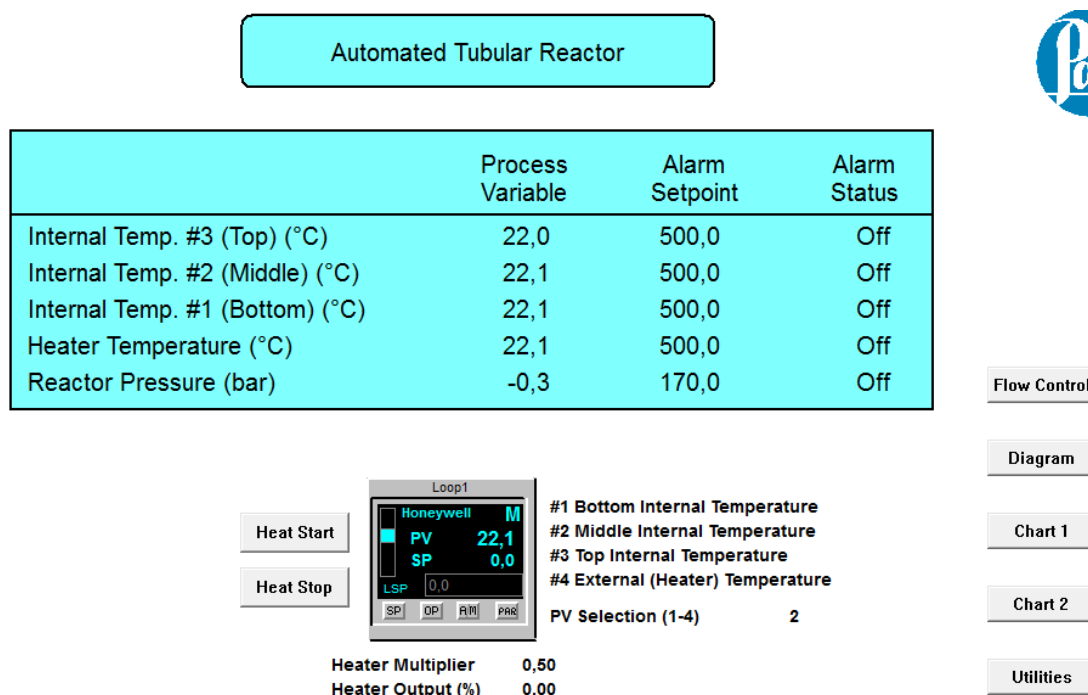 Automated Tubular Reactor
Process Variable Alarm Setpoint Alarm Status
Internal Temp. #3 (Top) (°C) 22,0 500,0 Off
Internal Temp. #2 (Middle) (°C) 22,1 500,0 Off
Internal Temp. #1 (Bottom) (°C) 22,1 500,0 Off
Heater Temperature (°C) 22,1 500,0 Off
Reactor Pressure (bar) -0,3 170,0 Off
Flow Control
Diagram
Chart 1
Chart 2
Utilities
Heat Start
Heat Stop
Loop1
Honeywell M
PV 22,1
SP 0,0
LSP 0,0
SP OP AM PAR
#1 Bottom Internal Temperature
#2 Middle Internal Temperature
#3 Top Internal Temperature
#4 External (Heater) Temperature
PV Selection (1-4) 2
Heater Multiplier 0,50
Heater Output (%) 0,00